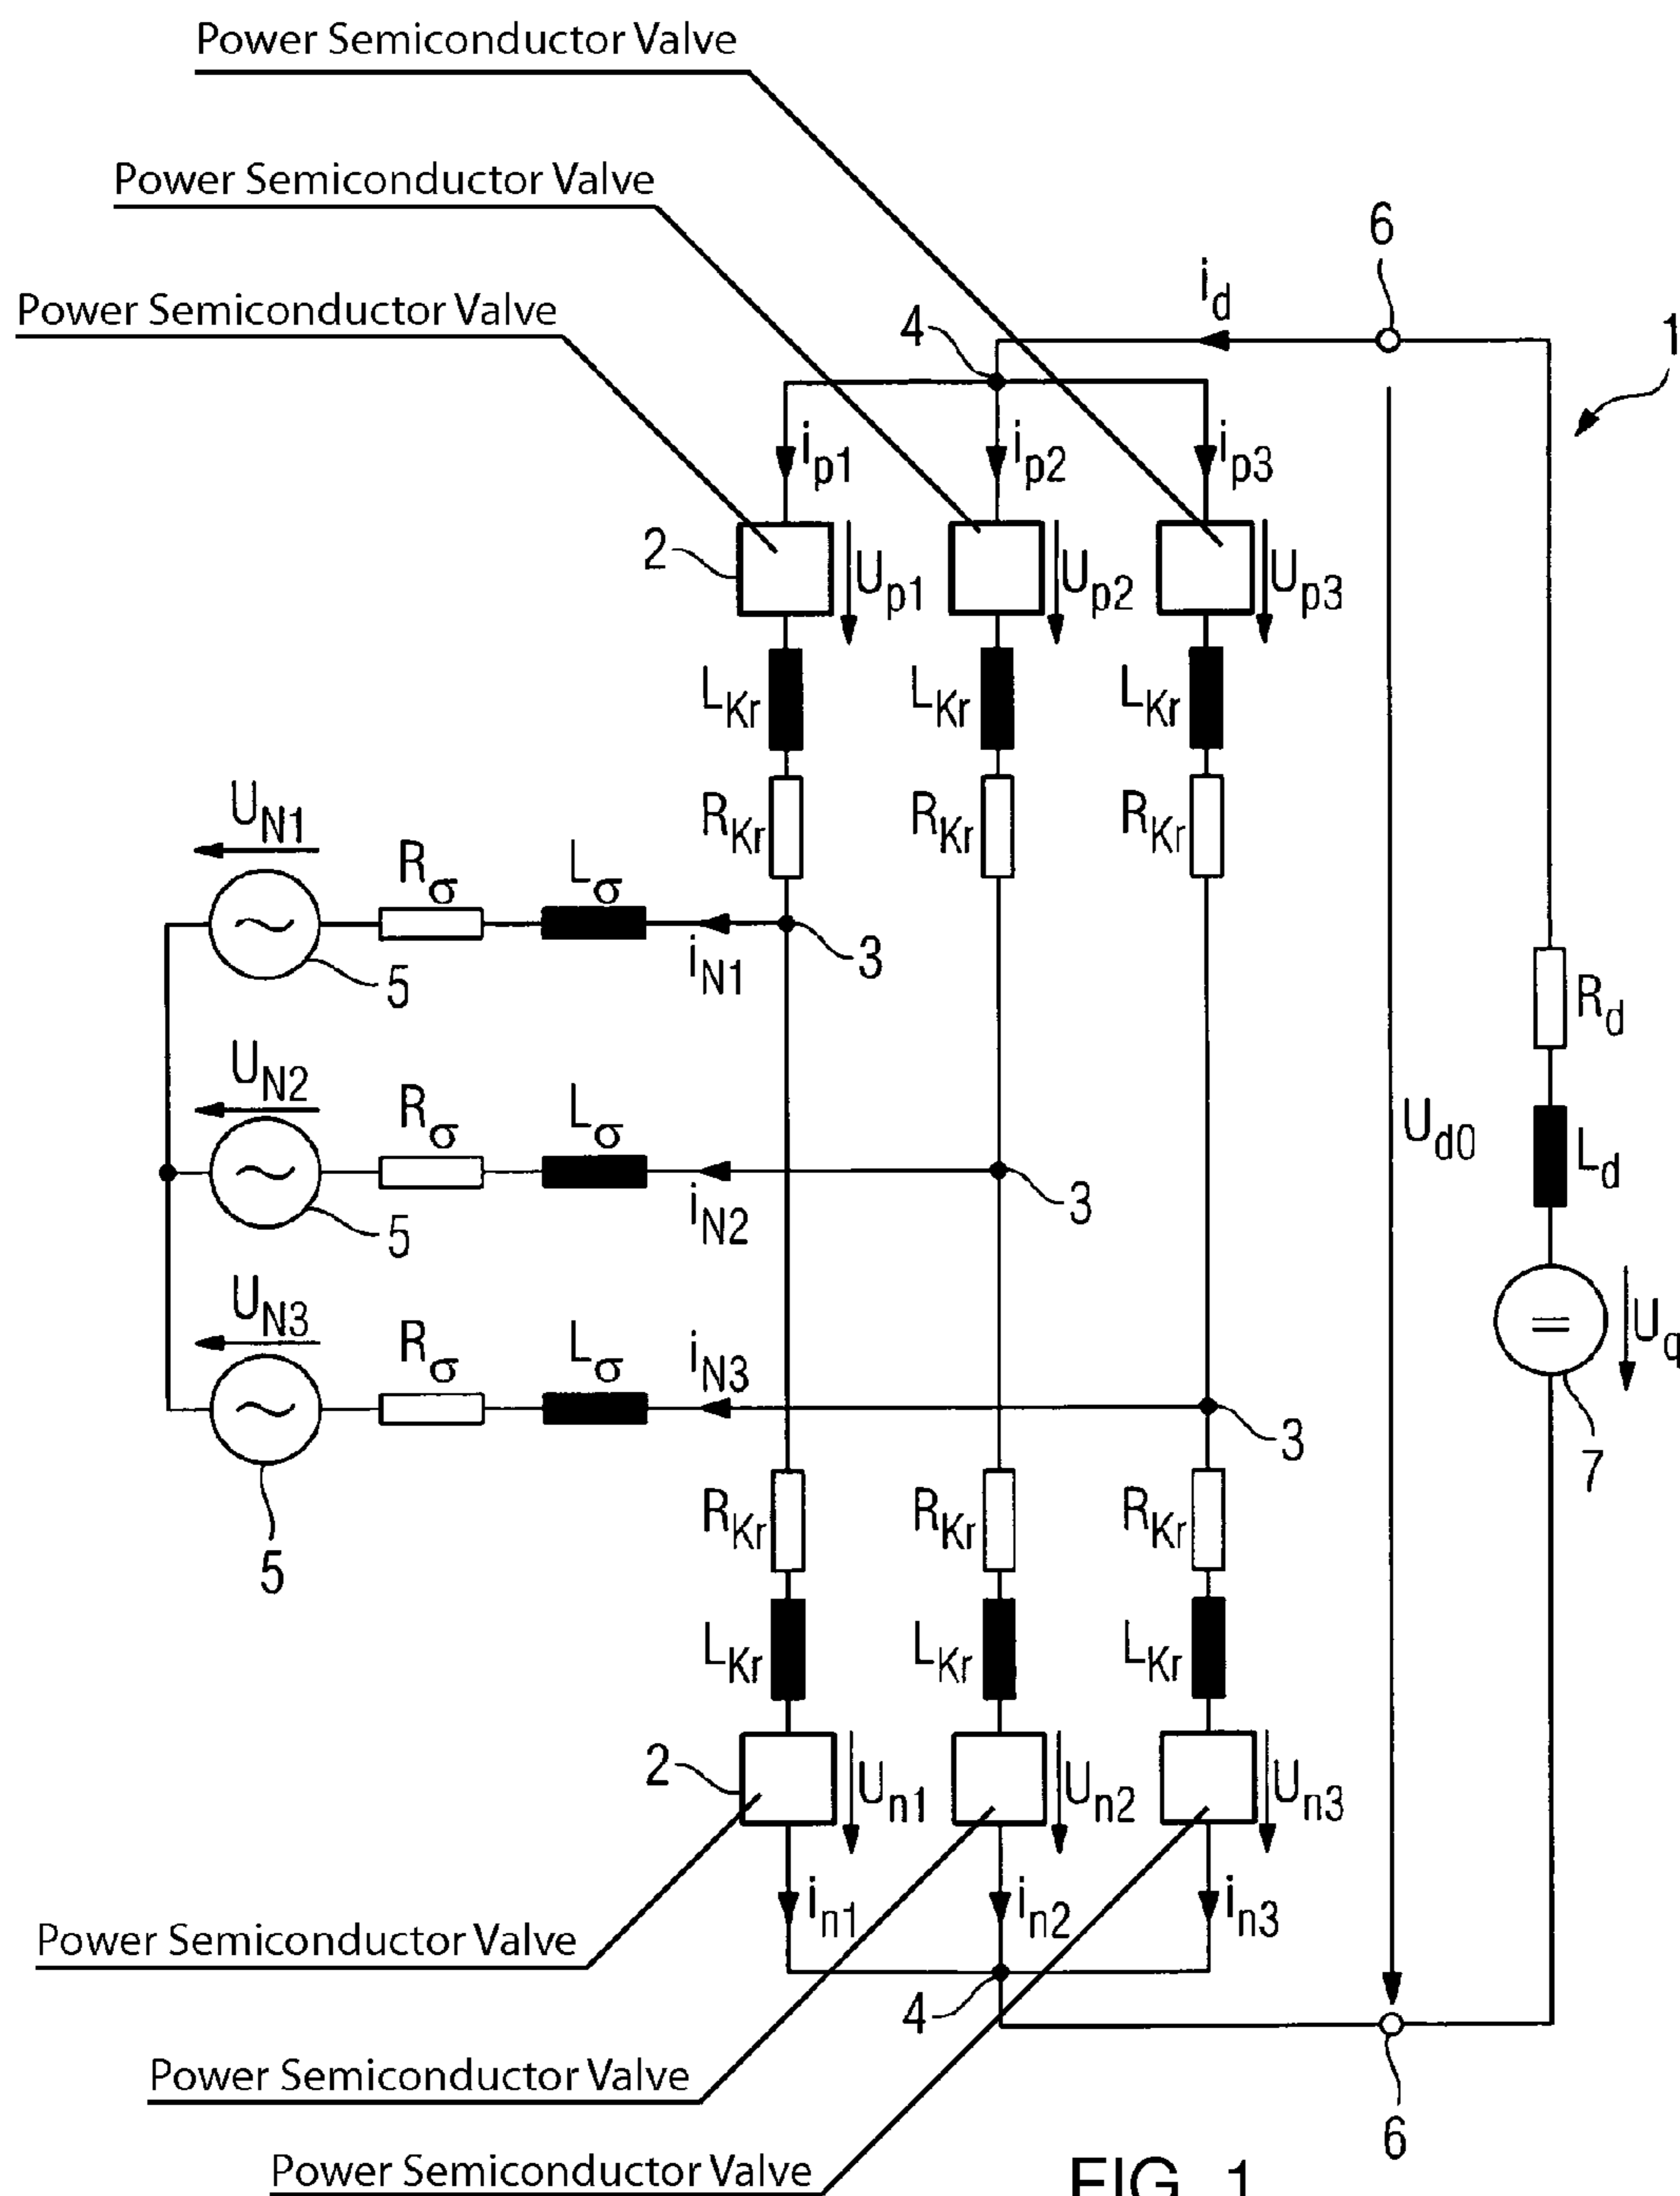 Power Semiconductor Valve
Power Semiconductor Valve
Power Semiconductor Valve
6
i_d
4
1
i_p1 i_p2 i_p3
2
U_p1 U_p2 U_p3
L_Kr L_Kr L_Kr
R_Kr R_Kr R_Kr
U_N1
R_σ L_σ
i_N1
3
5
R_d
U_N2
R_σ L_σ
U_d0
L_d
i_N2
3
5
U_N3
R_σ L_σ
i_N3
=
U_q
3
7
5
R_Kr R_Kr R_Kr
L_Kr L_Kr L_Kr
2
U_n1 U_n2 U_n3
i_n1 i_n2 i_n3
Power Semiconductor Valve
4
Power Semiconductor Valve
6
Power Semiconductor Valve
FIG. 1